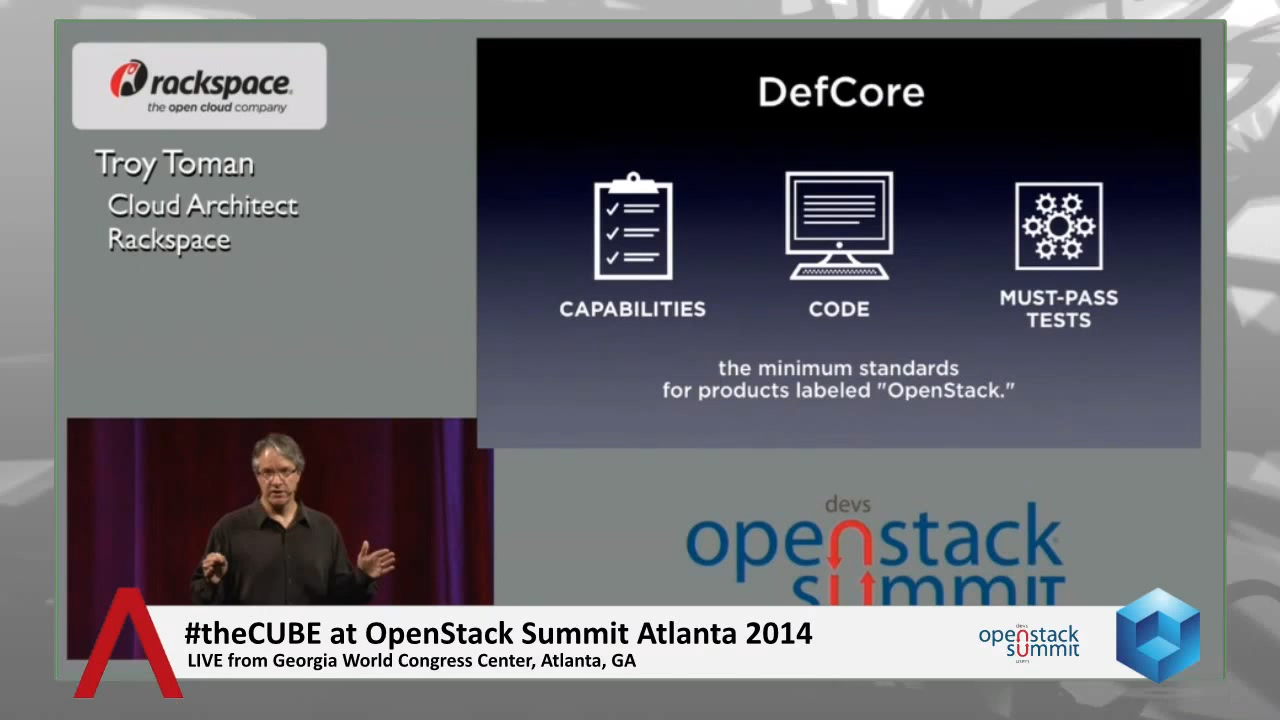 rackspace.
the open cloud company
Troy Toman
Cloud Architect
Rackspace
DefCore
CAPABILITIES
CODE
MUST-PASS
TESTS
the minimum standards
for products labeled "OpenStack."
devs
openstack
summit
#theCUBE at OpenStack Summit Atlanta 2014
LIVE from Georgia World Congress Center, Atlanta, GA
openstack
summit